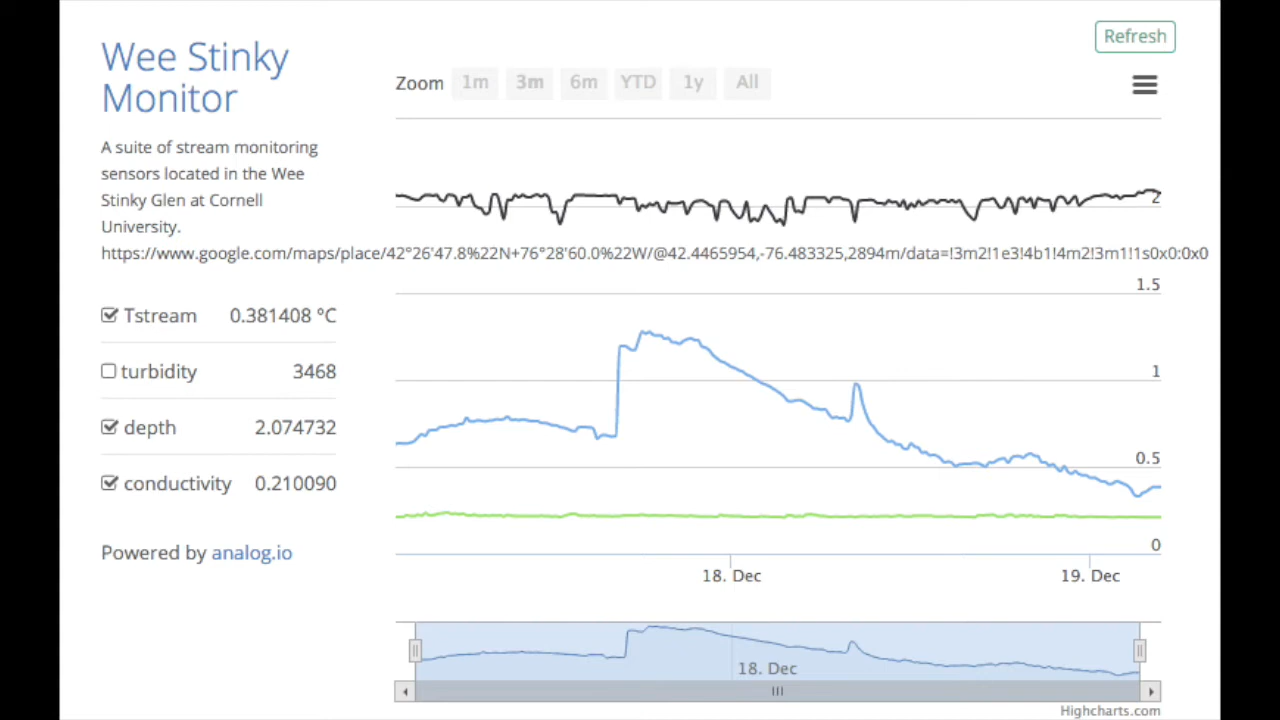 Refresh
Wee Stinky
Monitor
Zoom 1m 3m 6m YTD 1y All
A suite of stream monitoring
sensors located in the Wee
Stinky Glen at Cornell
University.
https://www.google.com/maps/place/42°26'47.8%22N+76°28'60.0%22W/@42.4465954,-76.483325,2894m/data=!3m2!1e3!4b1!4m2!3m1!1s0x0:0x0
2
1.5
Tstream 0.381408 °C
turbidity 3468
1
depth 2.074732
0.5
conductivity 0.210090
0
Powered by analog.io
18. Dec 19. Dec
18. Dec
Highcharts.com